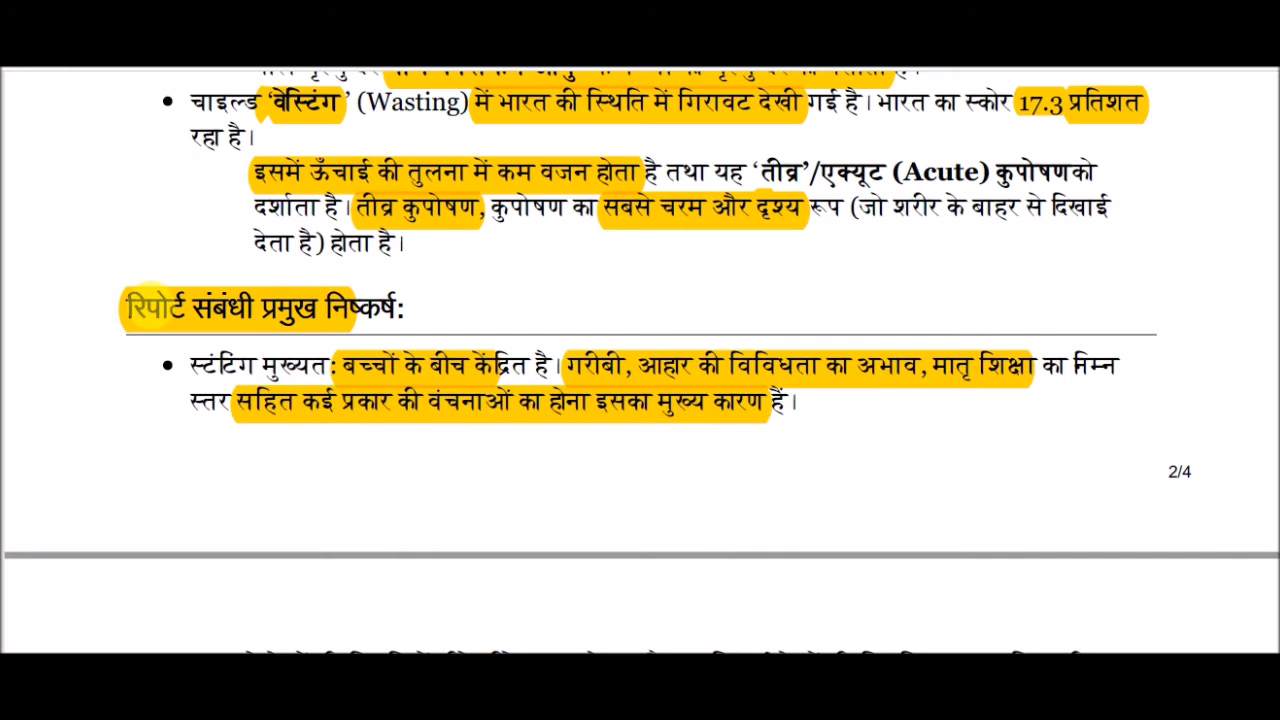 चाइल्ड ‘वेस्टिंग ’ (Wasting) में भारत की स्थिति में गिरावट देखी गई है। भारत का स्कोर 17.3 प्रतिशत
रहा है।
इसमें ऊँचाई की तुलना में कम वजन होता है तथा यह ‘तीव्र’/एक्यूट (Acute) कुपोषणको
दर्शाता है। तीव्र कुपोषण, कुपोषण का सबसे चरम और दृश्य रूप (जो शरीर के बाहर से दिखाई
देता है) होता है।
रिपोर्ट संबंधी प्रमुख निष्कर्ष:
स्टंटिंग मुख्यत: बच्चों के बीच केंद्रित है। गरीबी, आहार की विविधता का अभाव, मातृ शिक्षा का निम्न
स्तर सहित कई प्रकार की वंचनाओं का होना इसका मुख्य कारण हैं।
2/4